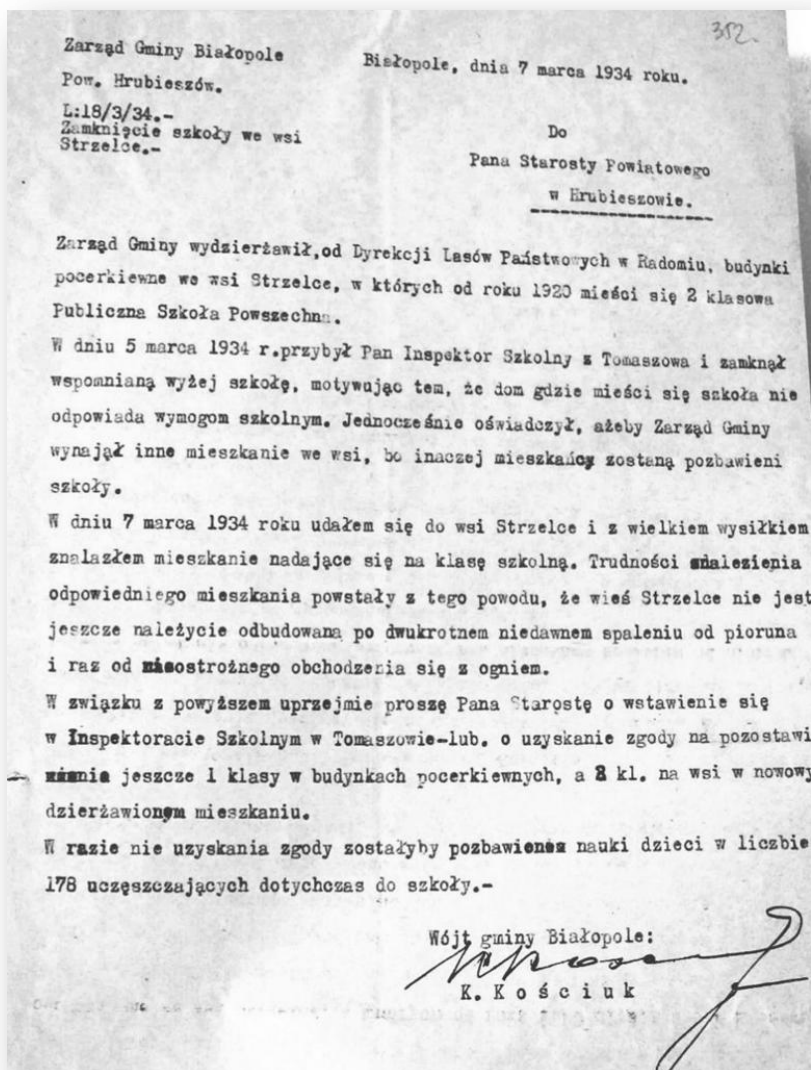 352.
Zarząd Gminy Białopole
Białopole, dnia 7 marca 1934 roku.
Pow. Hrubieszów.
L:18/3/34.-
Zamknięcie szkoły we wsi
Strzelce.-
Do
Pana Starosty Powiatowego
w Hrubieszowie.
Zarząd Gminy wydzierżawił,od Dyrekcji Lasów Państwowych w Radomiu, budynki
pocerkiewne we wsi Strzelce, w których od roku 1920 mieści się 2 klasowa
Publiczna Szkoła Powszechna.
W dniu 5 marca 1934 r.przybył Pan Inspektor Szkolny z Tomaszowa i zamknął
wspomnianą wyżej szkołę, motywując tem, że dom gdzie mieści się szkoła nie
odpowiada wymogom szkolnym. Jednocześnie oświadczył, ażeby Zarząd Gminy
wynajął inne mieszkanie we wsi, bo inaczej mieszkańcy zostaną pozbawieni
szkoły.
W dniu 7 marca 1934 roku udałem się do wsi Strzelce i z wielkiem wysiłkiem
znalazłem mieszkanie nadające się na klasę szkolną. Trudności znalezienia
odpowiedniego mieszkania powstały z tego powodu, że wieś Strzelce nie jest
jeszcze należycie odbudowana po dwukrotnem niedawnem spaleniu od pioruna
i raz od nieostrożnego obchodzenia się z ogniem.
W związku z powyższem uprzejmie proszę Pana Starostę o wstawienie się
w Inspektoracie Szkolnym w Tomaszowie-lub. o uzyskanie zgody na pozostawi
jeszcze 1 klasy w budynkach pocerkiewnych, a 2 kl. na wsi w nowowy
dzierżawionem mieszkaniu.
W razie nie uzyskania zgody zostałyby pozbawione nauki dzieci w liczbie
178 uczęszczających dotychczas do szkoły.-
Wójt gminy Białopole:
K. Kościuk